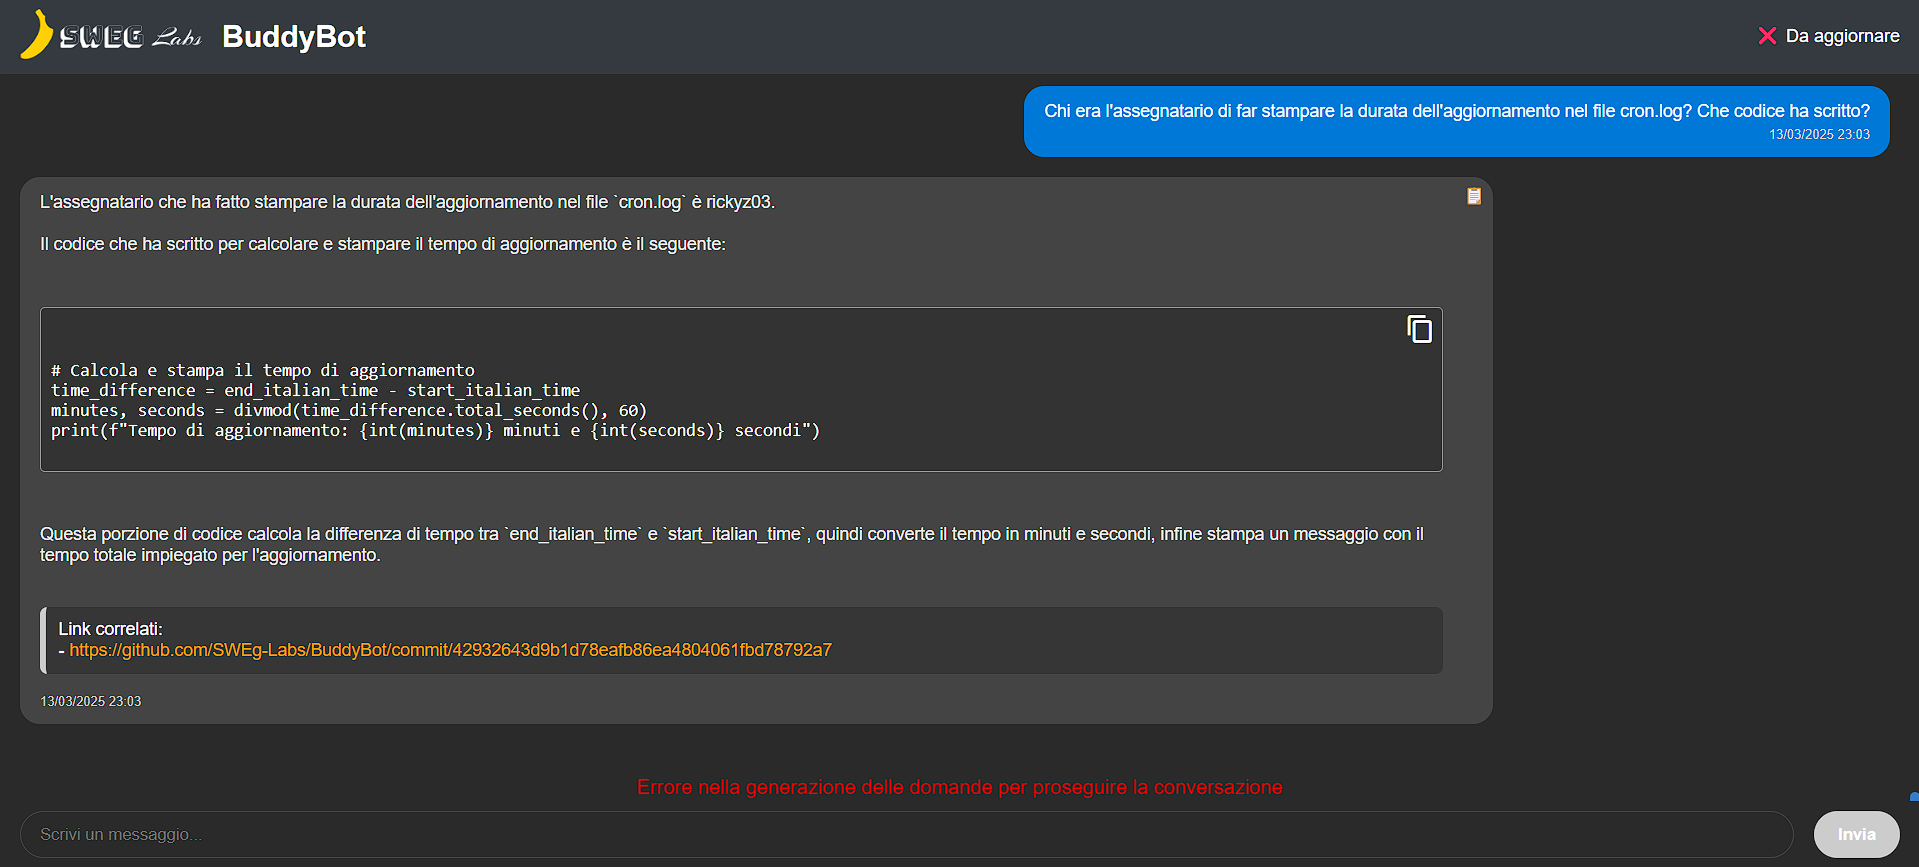 SWEG Labs BuddyBot
Da aggiornare
Chi era l'assegnatario di far stampare la durata dell'aggiornamento nel file cron.log? Che codice ha scritto?
13/03/2025 23:03
L'assegnatario che ha fatto stampare la durata dell'aggiornamento nel file `cron.log` è rickyz03.
Il codice che ha scritto per calcolare e stampare il tempo di aggiornamento è il seguente:
# Calcola e stampa il tempo di aggiornamento
time_difference = end_italian_time - start_italian_time
minutes, seconds = divmod(time_difference.total_seconds(), 60)
print(f"Tempo di aggiornamento: {int(minutes)} minuti e {int(seconds)} secondi")
Questa porzione di codice calcola la differenza di tempo tra `end_italian_time` e `start_italian_time`, quindi converte il tempo in minuti e secondi, infine stampa un messaggio con il
tempo totale impiegato per l'aggiornamento.
Link correlati:
- https://github.com/SWEg-Labs/BuddyBot/commit/42932643d9b1d78eafb86ea4804061fbd78792a7
13/03/2025 23:03
Errore nella generazione delle domande per proseguire la conversazione
Scrivi un messaggio...
Invia